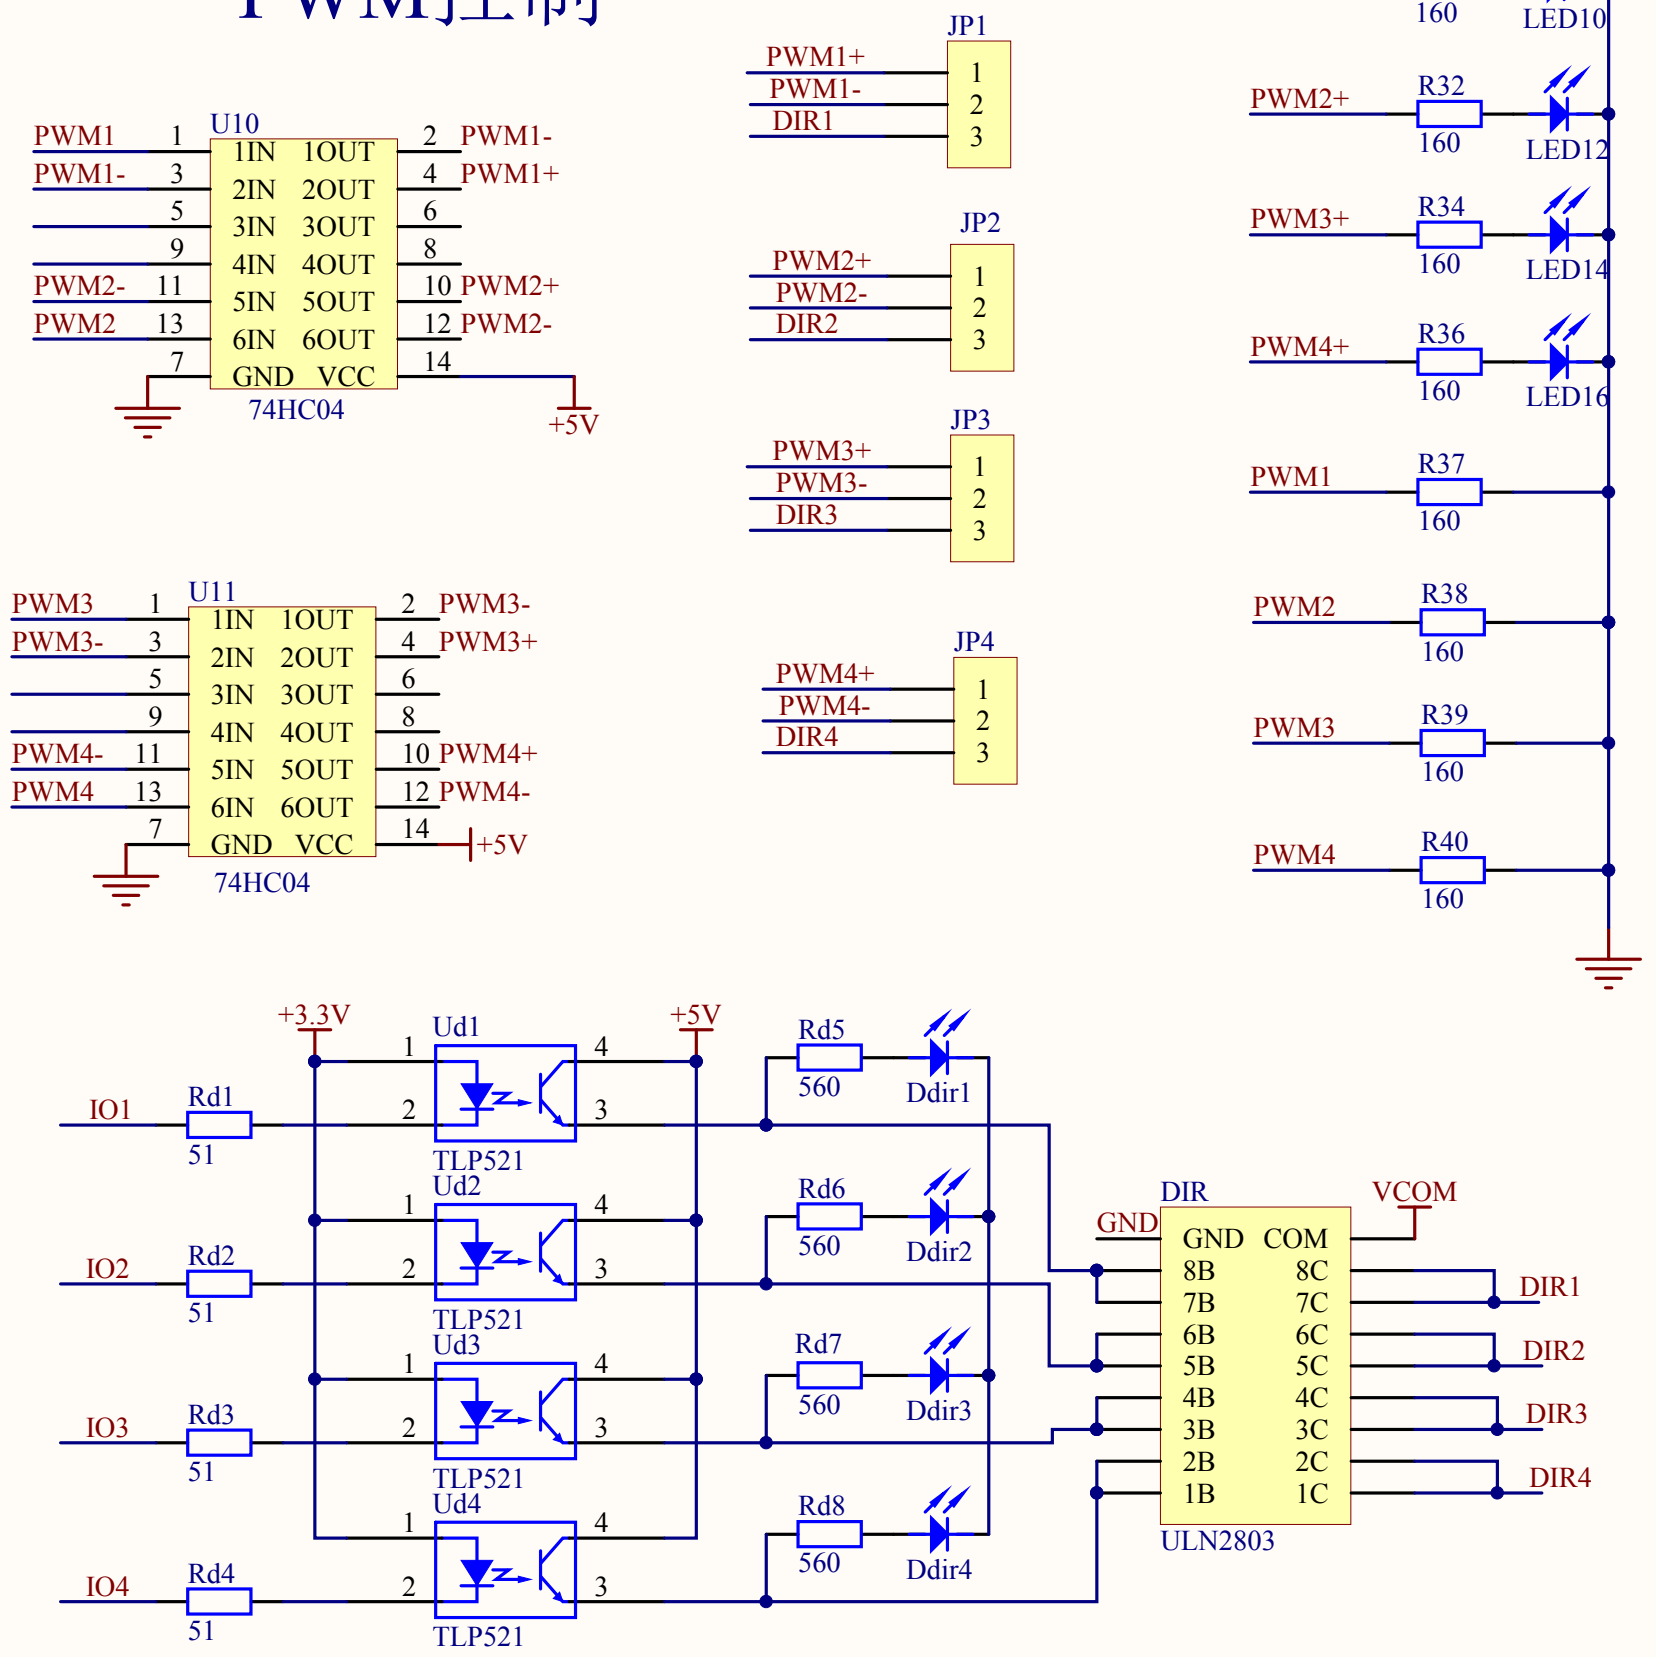 PWM控制
U10
PWM1 1 1IN 1OUT 2 PWM1-
PWM1- 3 2IN 2OUT 4 PWM1+
5 3IN 3OUT 6
9 4IN 4OUT 8
PWM2- 11 5IN 5OUT 10 PWM2+
PWM2 13 6IN 6OUT 12 PWM2-
7 GND VCC 14
74HC04
+5V
U11
PWM3 1 1IN 1OUT 2 PWM3-
PWM3- 3 2IN 2OUT 4 PWM3+
5 3IN 3OUT 6
9 4IN 4OUT 8
PWM4- 11 5IN 5OUT 10 PWM4+
PWM4 13 6IN 6OUT 12 PWM4-
7 GND VCC 14 +5V
74HC04
JP1
PWM1+ 1
PWM1- 2
DIR1 3
JP2
PWM2+ 1
PWM2- 2
DIR2 3
JP3
PWM3+ 1
PWM3- 2
DIR3 3
JP4
PWM4+ 1
PWM4- 2
DIR4 3
160 LED10
R32
PWM2+
160 LED12
R34
PWM3+
160 LED14
R36
PWM4+
160 LED16
R37
PWM1
160
R38
PWM2
160
R39
PWM3
160
R40
PWM4
160
+3.3V +5V
Ud1
1 4
Rd1
IO1 2 3
51
TLP521
Rd5
560 Ddir1
Ud2
1 4
Rd2
IO2 2 3
51
TLP521
Rd6
560 Ddir2
Ud3
1 4
Rd3
IO3 2 3
51
TLP521
Rd7
560 Ddir3
Ud4
1 4
Rd4
IO4 2 3
51
TLP521
Rd8
560 Ddir4
DIR VCOM
GND GND COM
8B 8C
7B 7C DIR1
6B 6C
5B 5C DIR2
4B 4C
3B 3C DIR3
2B 2C
1B 1C DIR4
ULN2803